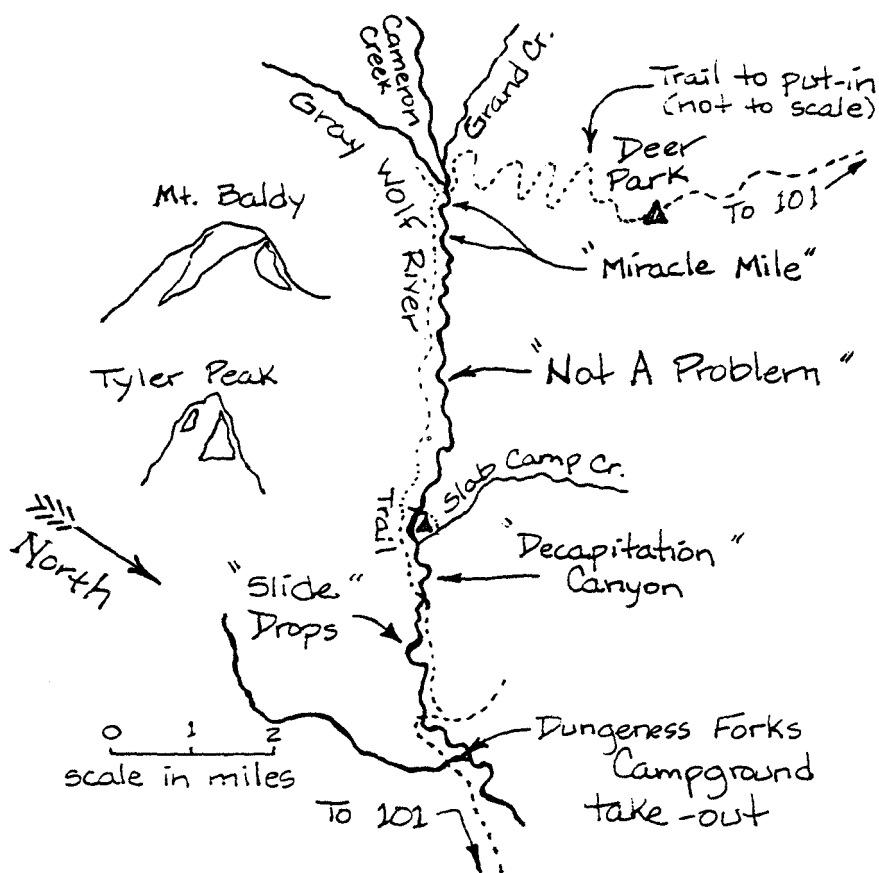 Cameron
Creek
Grand Cr.
Gray Wolf River
Trail to put-in
(not to scale)
Deer
Park
To 101
Mt. Baldy
"Miracle Mile"
"Not A Problem"
Tyler Peak
Slab Camp Cr.
Trail
North
"Decapitation"
Canyon
"Slide"
Drops
0 1 2
scale in miles
Dungeness Forks
Campground
take-out
To 101